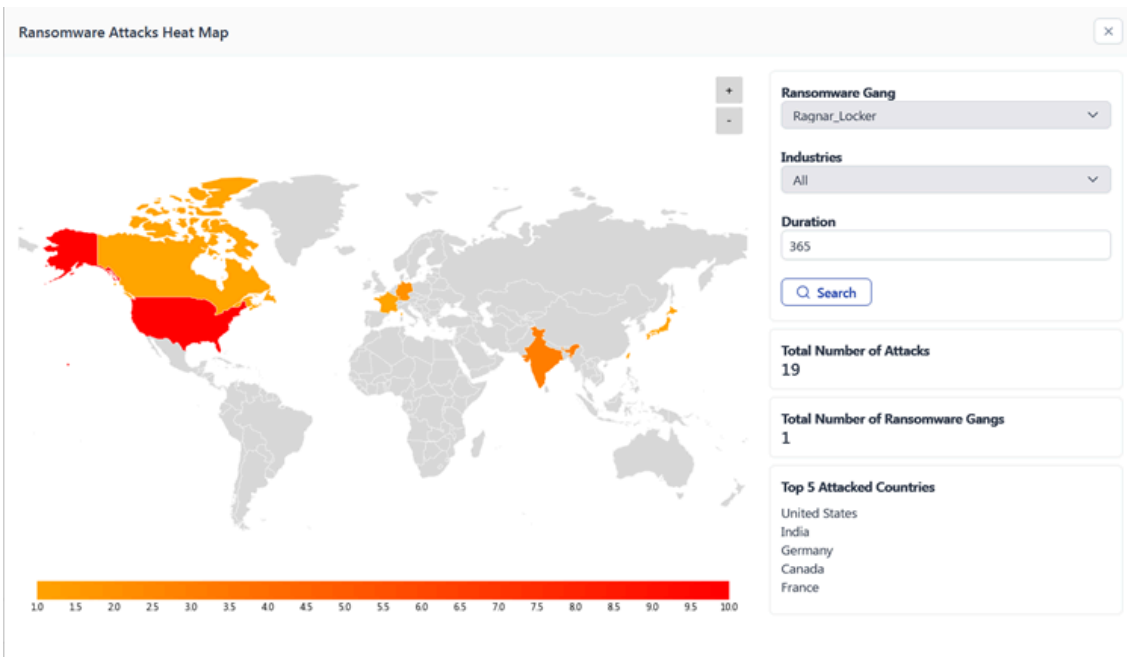 Ransomware Attacks Heat Map
×
+
-
Ransomware Gang
Ragnar_Locker
Industries
All
Duration
365
Search
Total Number of Attacks
19
Total Number of Ransomware Gangs
1
Top 5 Attacked Countries
United States
India
Germany
Canada
France
1.0 1.5 2.0 2.5 3.0 3.5 4.0 4.5 5.0 5.5 6.0 6.5 7.0 7.5 8.0 8.5 9.0 9.5 10.0